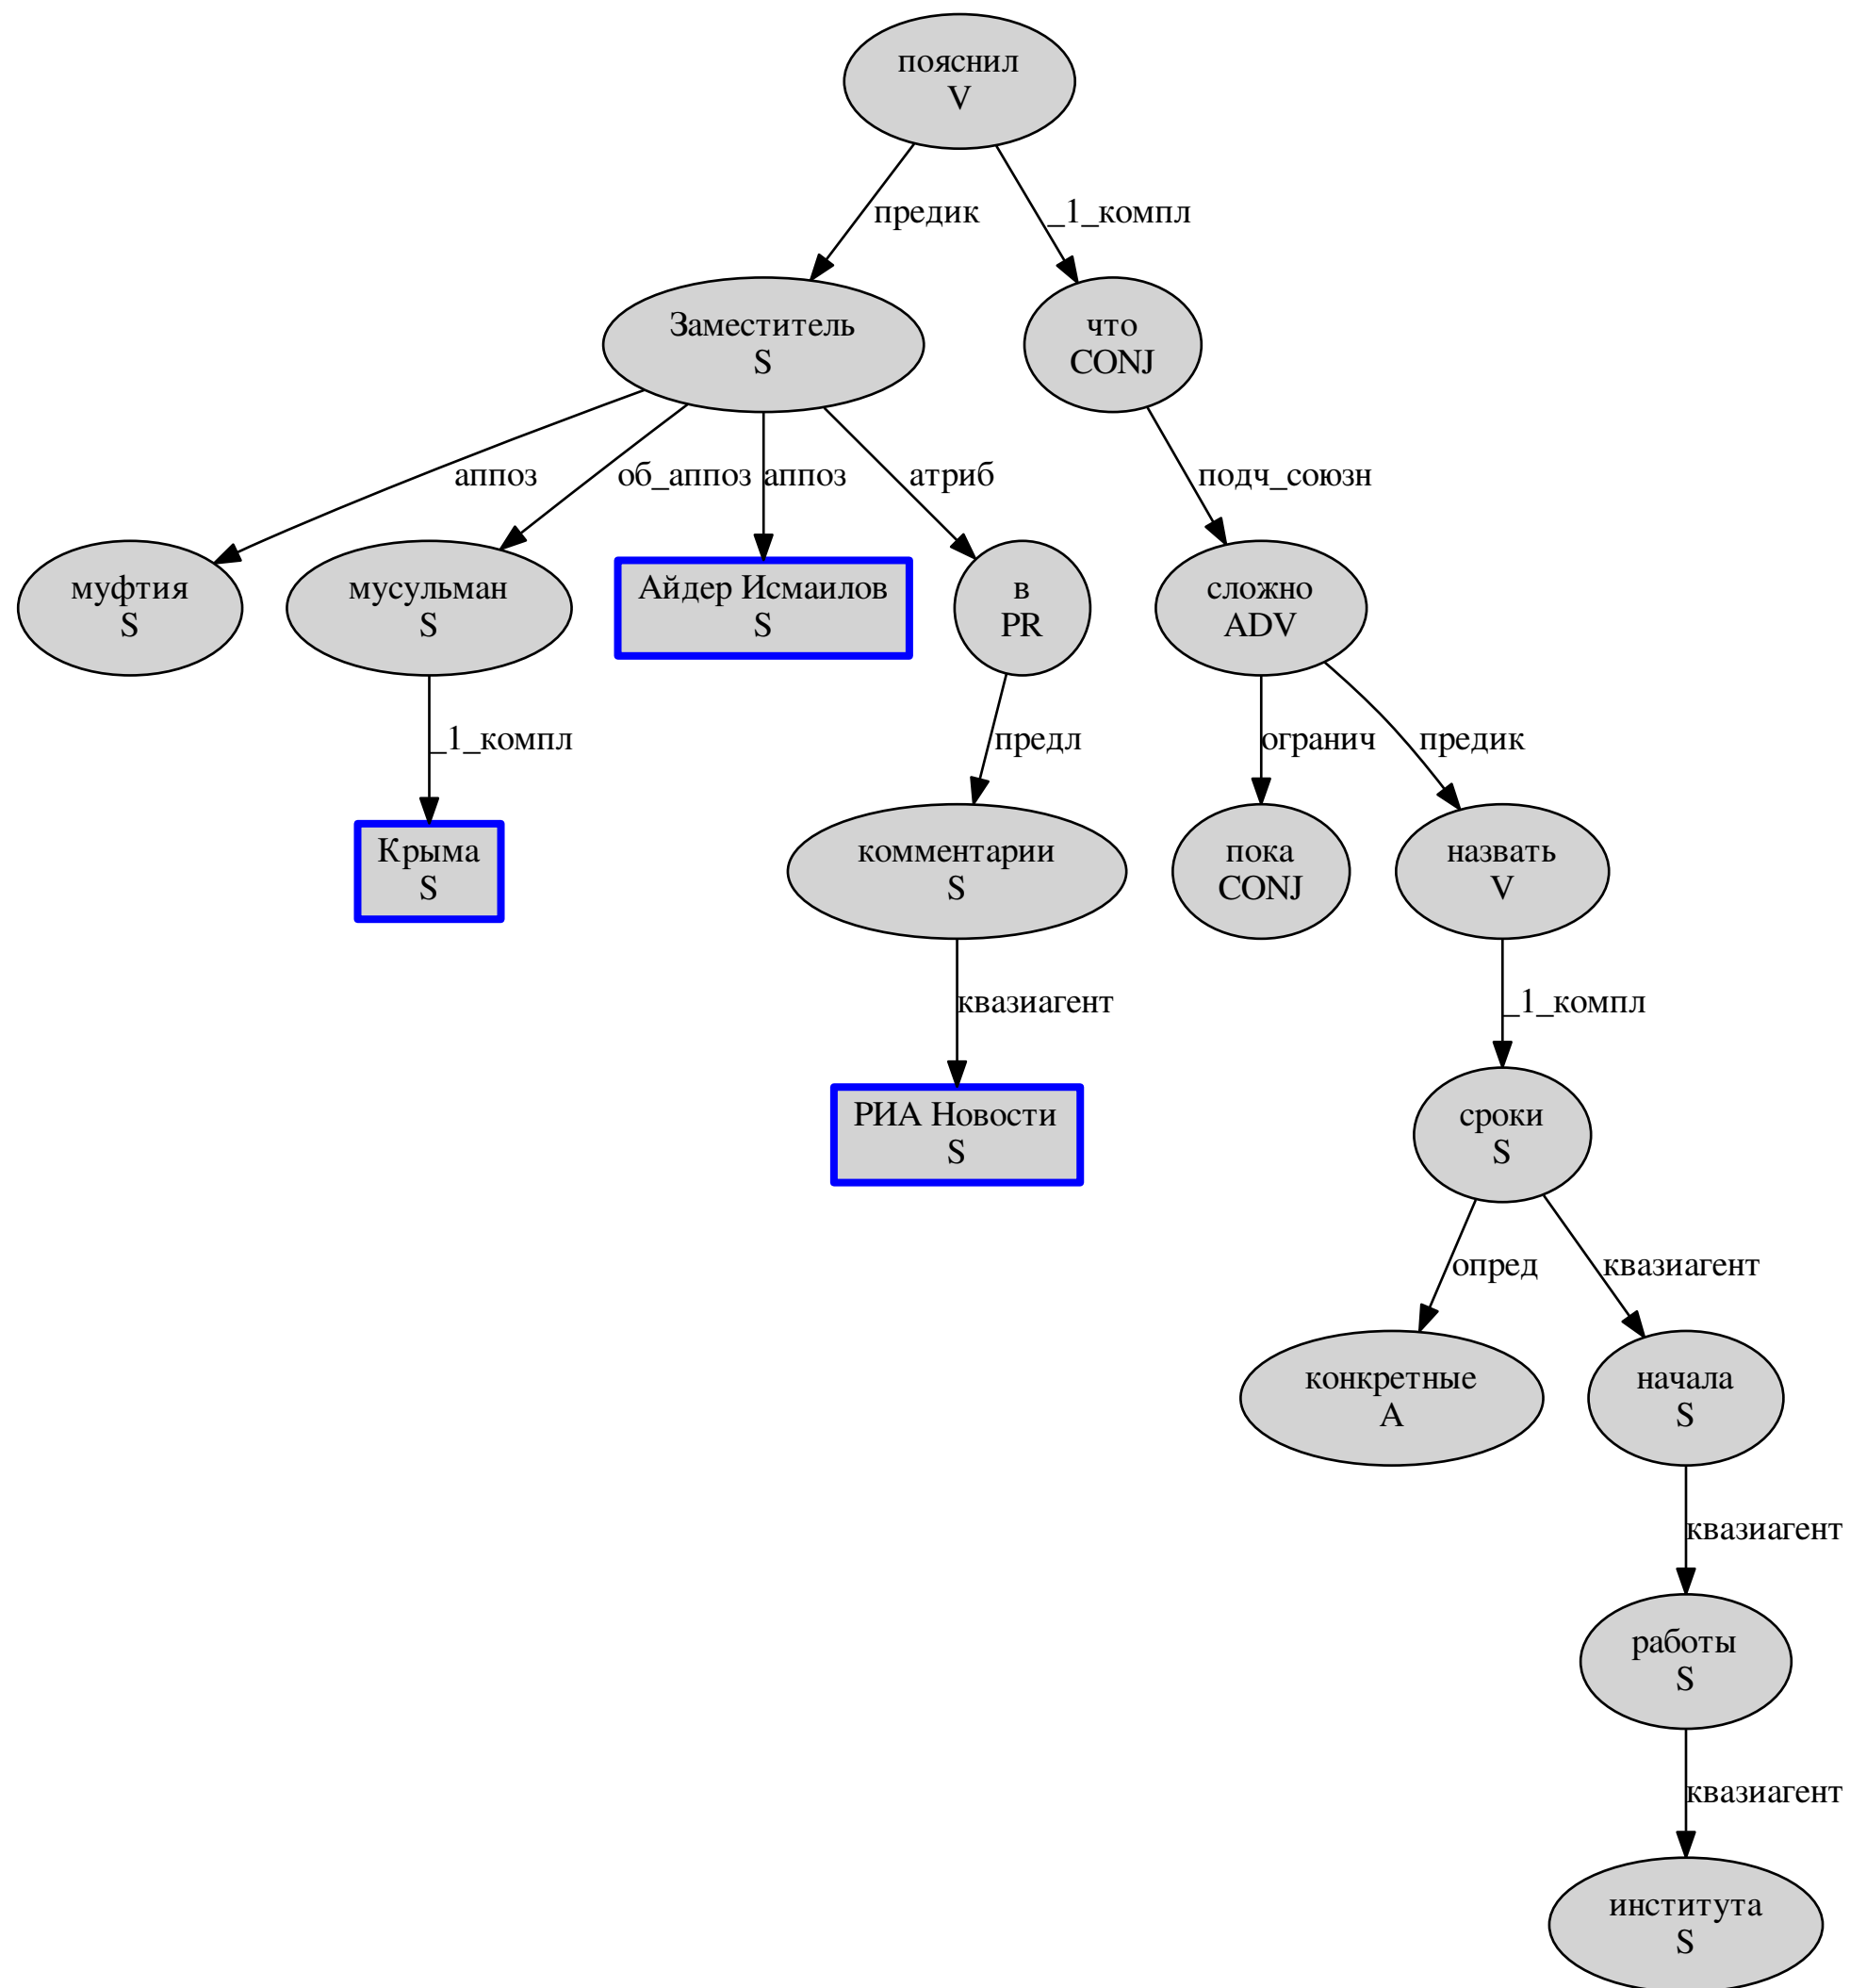 пояснил
V
предик
_1_компл
Заместитель
S
что
CONJ
аппоз
об_аппоз
аппоз
атриб
подч_союзн
муфтия
S
мусульман
S
Айдер Исмаилов
S
в
PR
сложно
ADV
_1_компл
предл
огранич
предик
Крыма
S
комментарии
S
пока
CONJ
назвать
V
квазиагент
_1_компл
РИА Новости
S
сроки
S
опред
квазиагент
конкретные
A
начала
S
квазиагент
работы
S
квазиагент
института
S